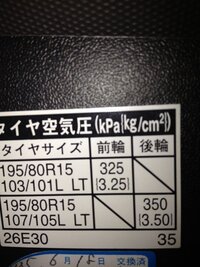 タイヤ空気圧(kPa{kg/cm²})
タイヤサイズ 前輪 後輪
195/80R15 325
103/101L LT {3.25}
195/80R15 350
107/105L LT {3.50}
26E30 35
6月18日 交換済